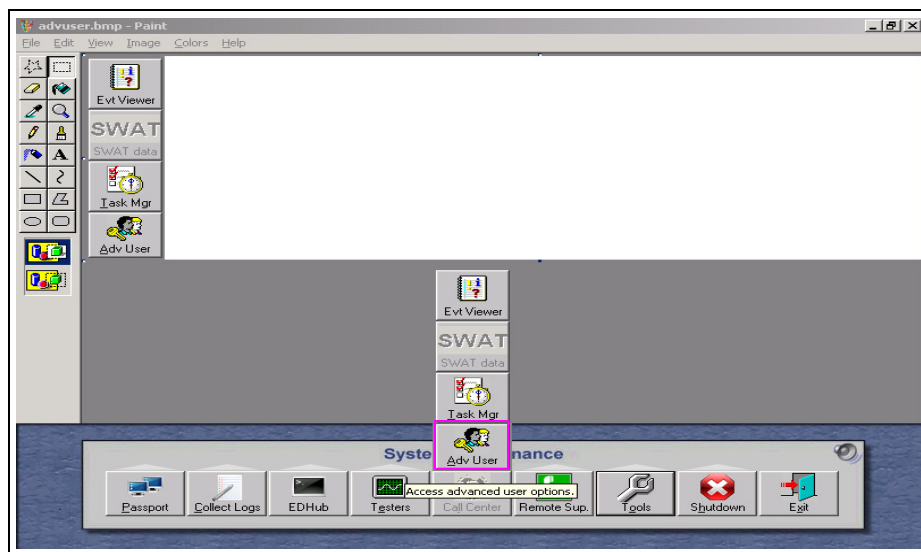 advuser.bmp - Paint
File Edit View Image Colors Help
Evt Viewer
SWAT
SWAT data
Task Mgr
Adv User
Evt Viewer
SWAT
SWAT data
Task Mgr
Adv User
Syste nance
Access advanced user options.
Passport Collect Logs EDHub Testers Call Center Remote Sup. Tools Shutdown Exit